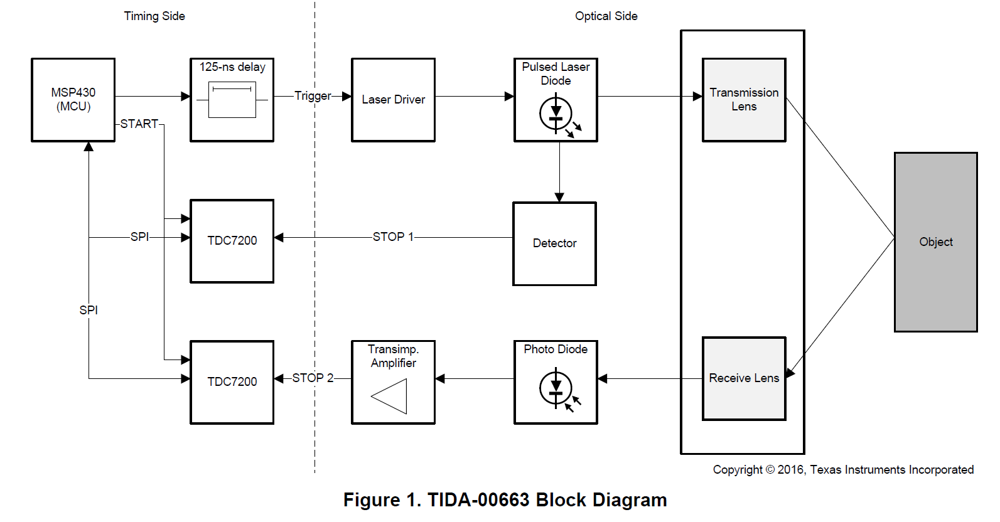 Timing Side
Optical Side
MSP430
(MCU)
125-ns delay
Trigger
Laser Driver
Pulsed Laser
Diode
Transmission
Lens
START
Object
TDC7200
SPI
STOP 1
Detector
SPI
TDC7200
STOP 2
Transimp.
Amplifier
Photo Diode
Receive Lens
Copyright © 2016, Texas Instruments Incorporated
Figure 1. TIDA-00663 Block Diagram